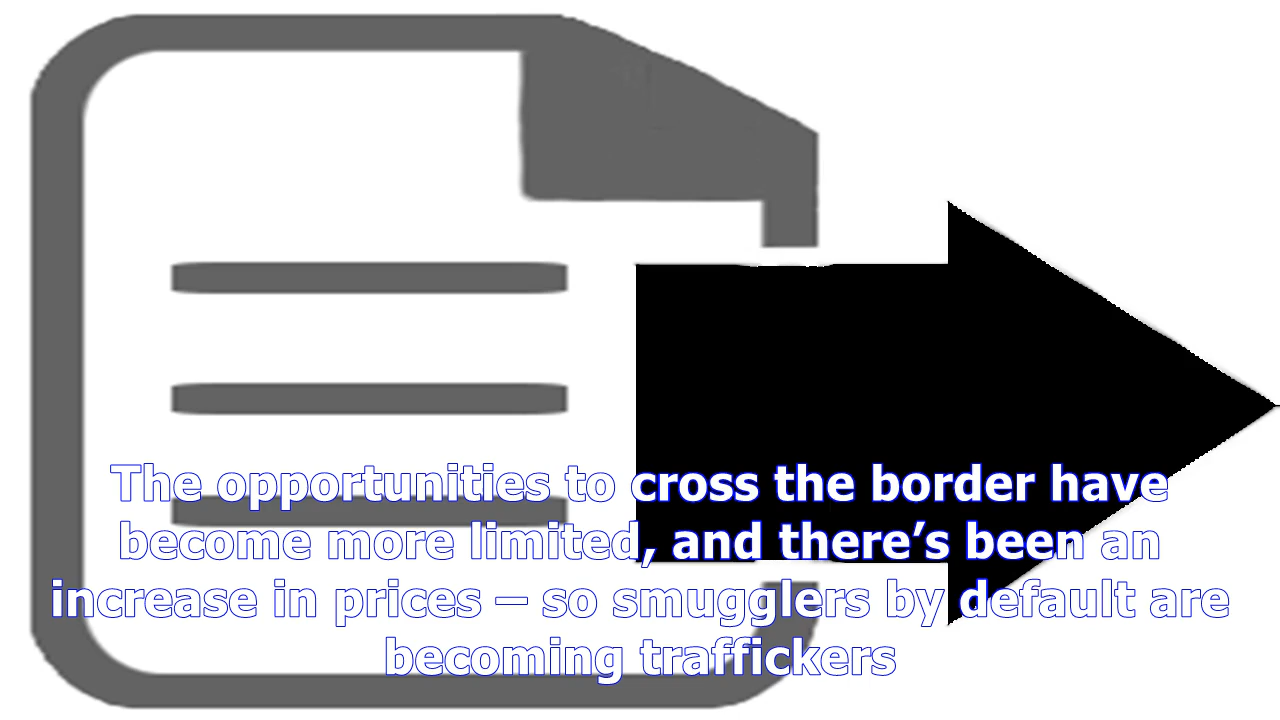 The opportunities to cross the border have
become more limited, and there’s been an
increase in prices – so smugglers by default are
becoming traffickers